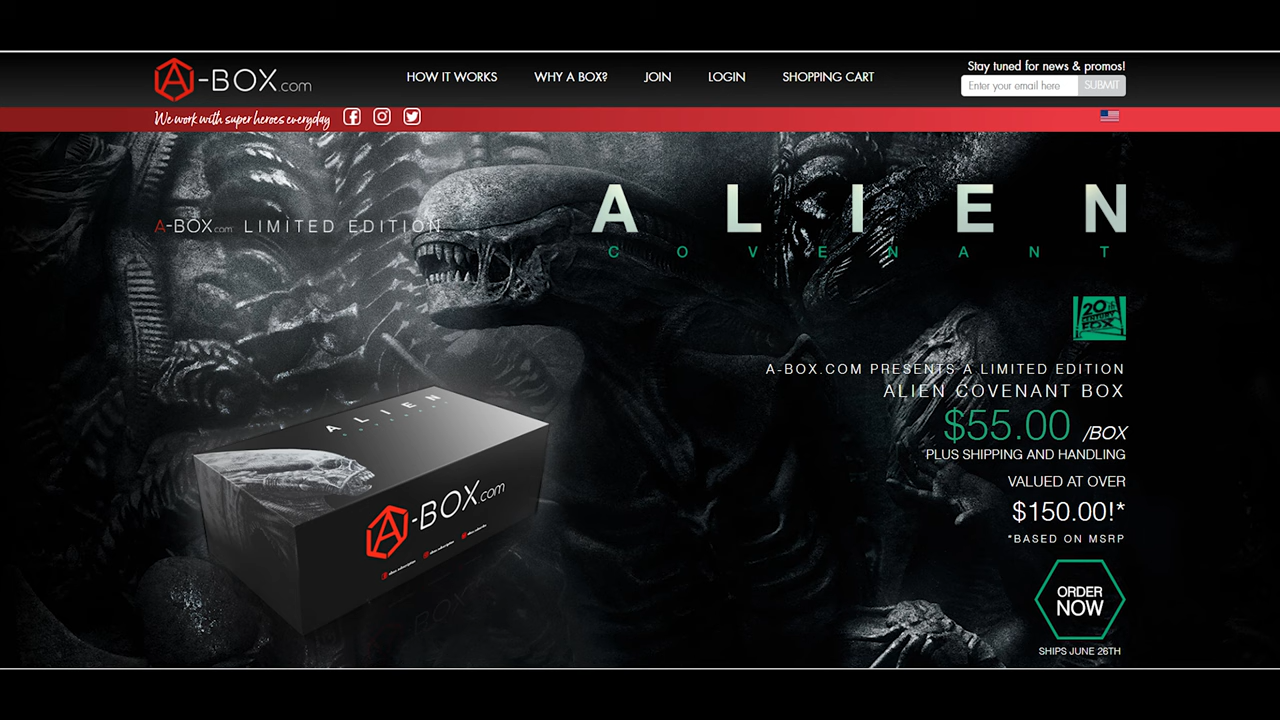 A-BOX.com
HOW IT WORKS
WHY A BOX?
JOIN
LOGIN
SHOPPING CART
Stay tuned for news & promos!
Enter your email here
SUBMIT
We work with super heroes everyday
A-BOX.com LIMITED EDITION
ALIEN
COVENANT
20th
CENTURY
FOX
A-BOX.COM PRESENTS A LIMITED EDITION
ALIEN COVENANT BOX
$55.00 /BOX
PLUS SHIPPING AND HANDLING
VALUED AT OVER
$150.00!*
*BASED ON MSRP
ORDER
NOW
SHIPS JUNE 26TH
ALIEN
A-BOX.com